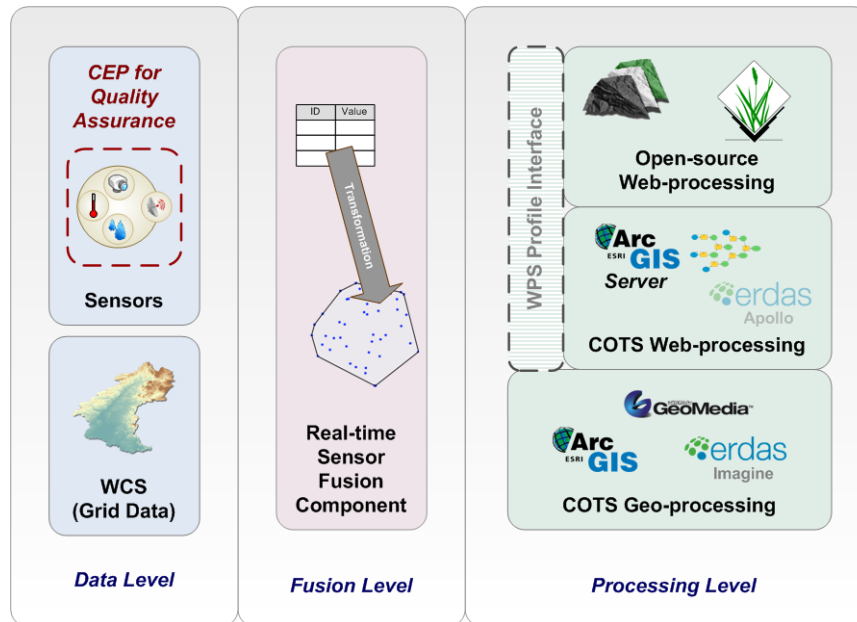 CEP for
Quality
Assurance
Sensors
WCS
(Grid Data)
Data Level
ID Value
Transformation
Real-time
Sensor
Fusion
Component
Fusion Level
WPS Profile Interface
Open-source
Web-processing
Arc
ESRI GIS
Server
erdas
Apollo
COTS Web-processing
GeoMedia™
Arc
ESRI GIS
erdas
Imagine
COTS Geo-processing
Processing Level